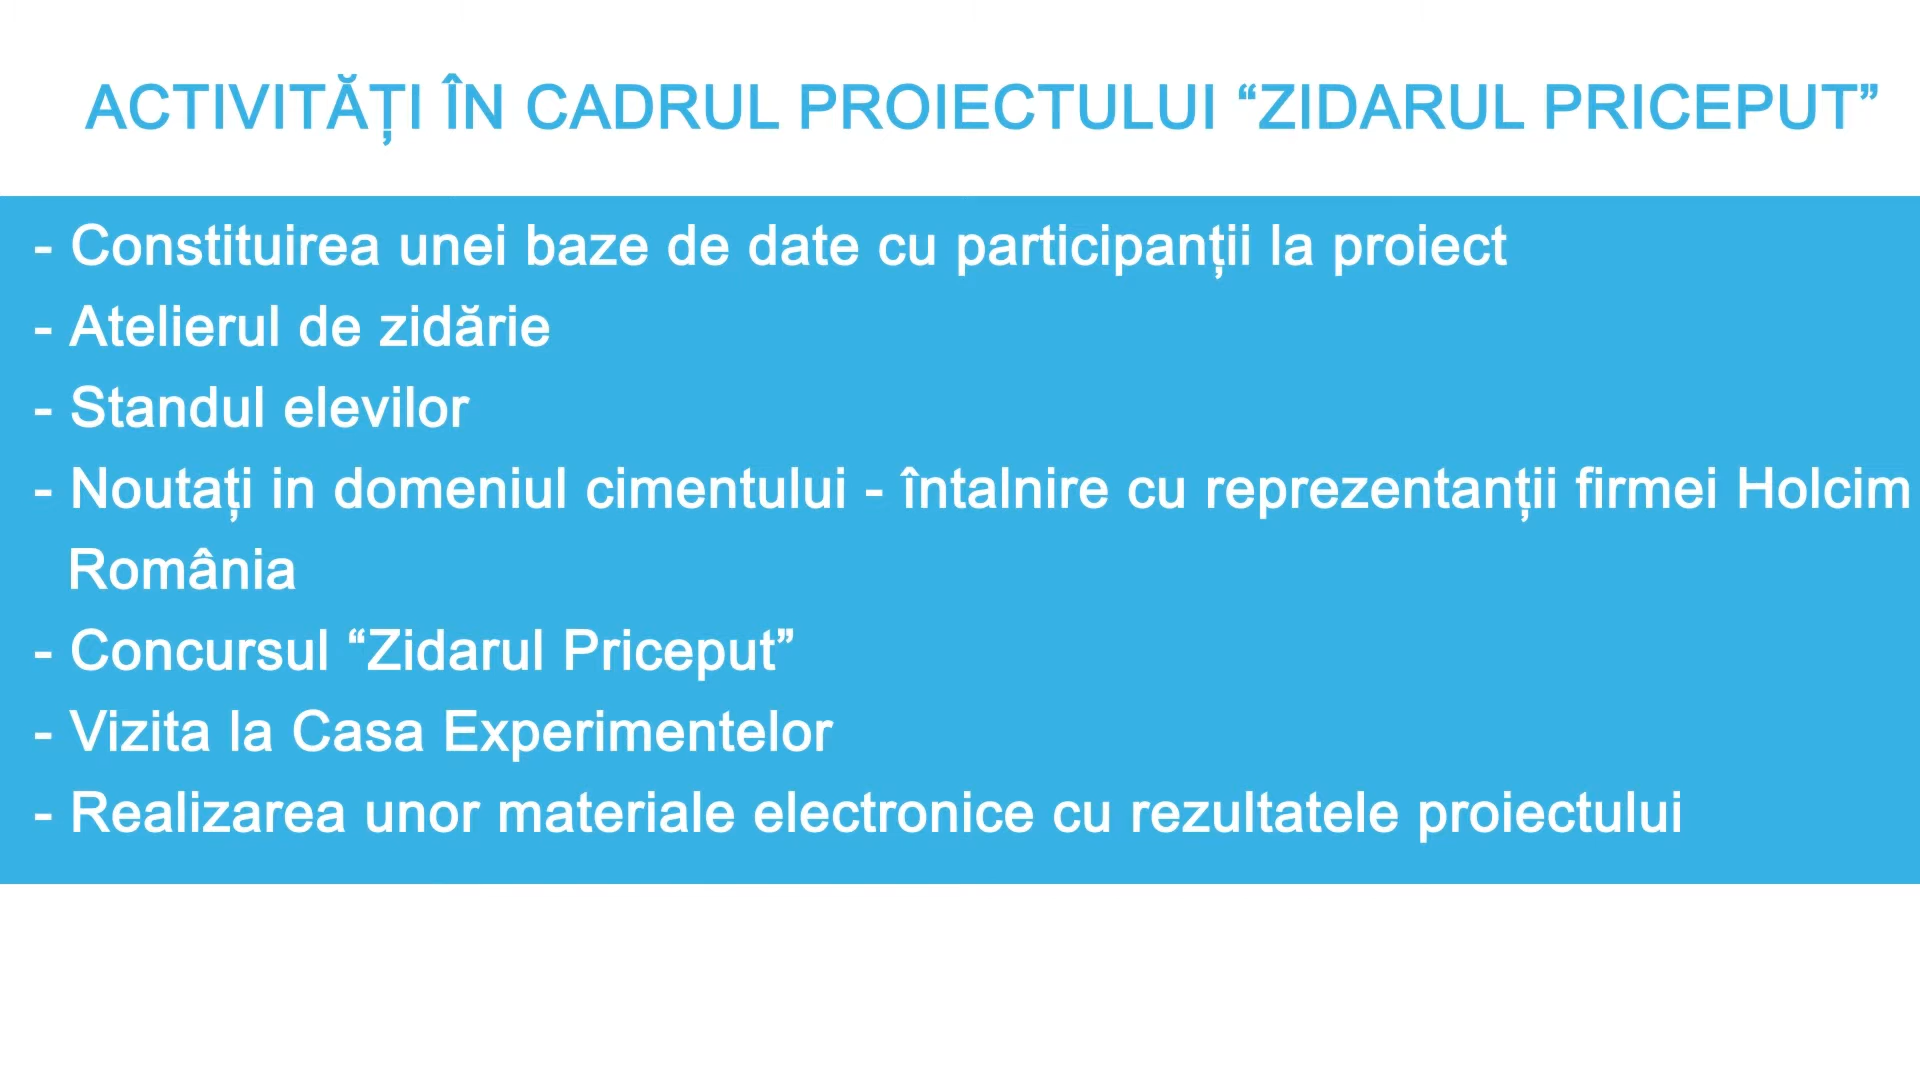 ACTIVITĂȚI ÎN CADRUL PROIECTULUI “ZIDARUL PRICEPUT”
- Constituirea unei baze de date cu participanții la proiect
- Atelierul de zidărie
- Standul elevilor
- Noutați in domeniul cimentului - întalnire cu reprezentanții firmei Holcim
România
- Concursul “Zidarul Priceput”
- Vizita la Casa Experimentelor
- Realizarea unor materiale electronice cu rezultatele proiectului